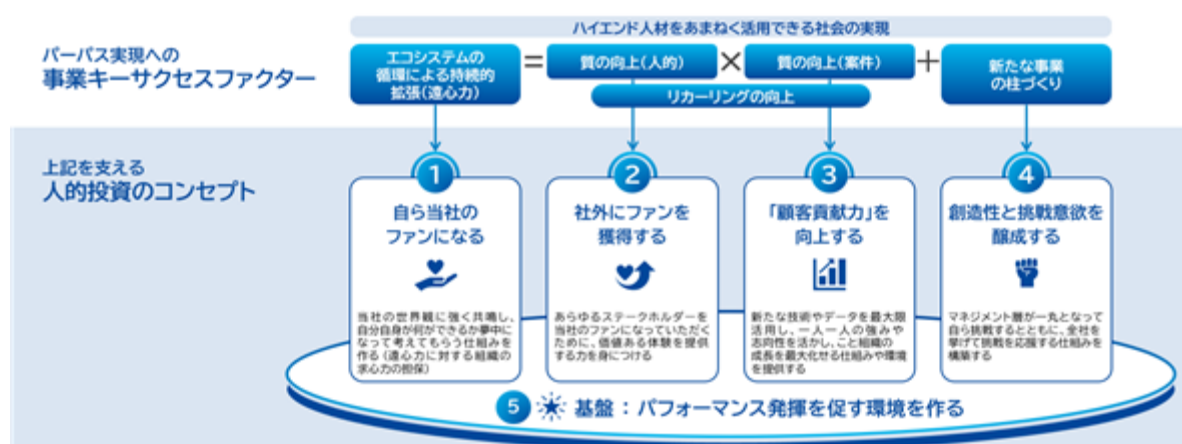 ハイエンド人材をあまねく活用できる社会の実現
パーパス実現への
事業キーサクセスファクター
エコシステムの
循環による持続的
拡張(遠心力)
=
質の向上(人的)
×
質の向上(案件)
+
新たな事業
の柱づくり
リカーリングの向上
上記を支える
人的投資のコンセプト
1
自ら当社の
ファンになる
当社の世界観に強く共鳴し、
自分自身が何ができるか夢中に
なって考えてもらう仕組みを
作る(遠心力に対する組織の
求心力の担保)
2
社外にファンを
獲得する
あらゆるステークホルダーを
当社のファンになっていただく
ために、価値ある体験を提供
する力を身につける
3
「顧客貢献力」を
向上する
新たな技術やデータを最大限
活用し、一人一人の強みや
志向性を活かし、こと組織の
成長を最大化せる仕組みや環境
を提供する
4
創造性と挑戦意欲を
醸成する
マネジメント層が一丸となって
自ら挑戦するとともに、全社を
挙げて挑戦を応援する仕組みを
構築する
5 基盤：パフォーマンス発揮を促す環境を作る